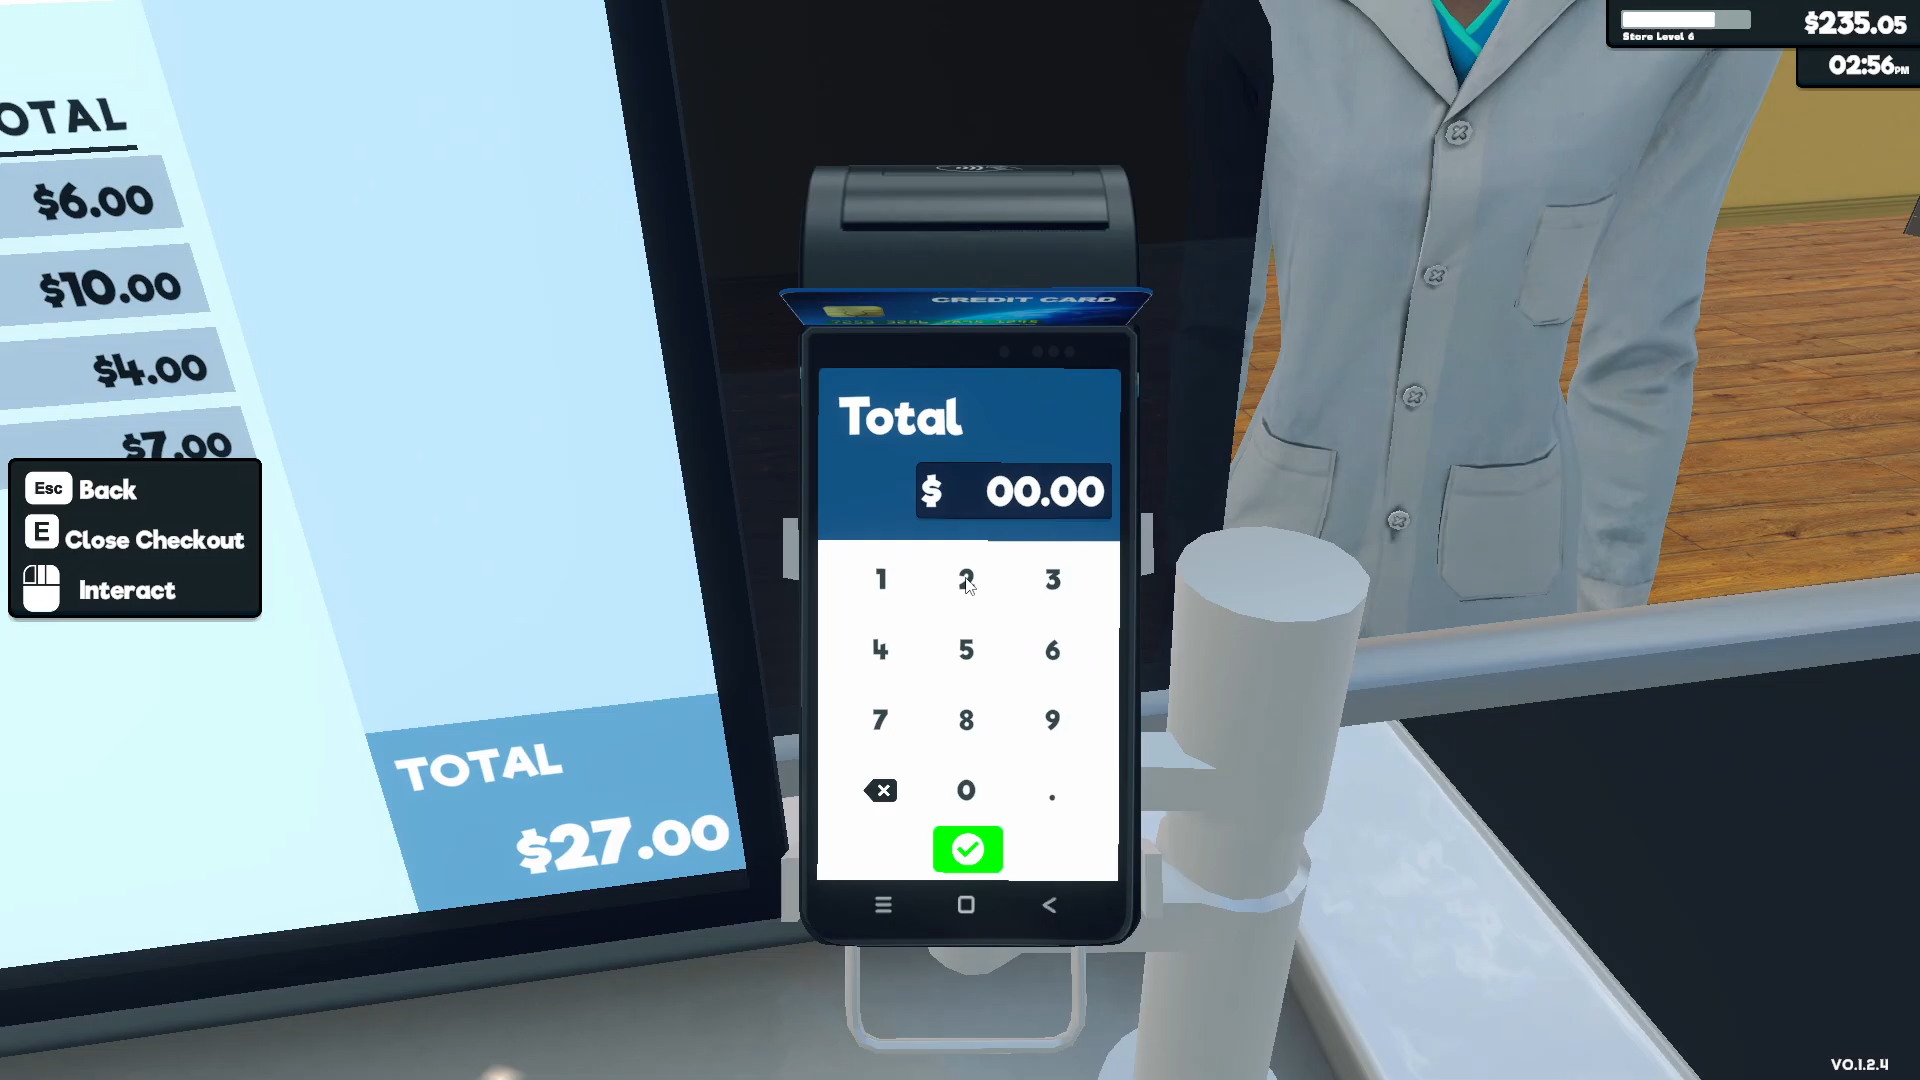 OTAL
$6.00
$10.00
$4.00
$7.00
Esc Back
E Close Checkout
Interact
TOTAL
$27.00
CREDIT CARD
Total
$ 00.00
1 2 3
4 5 6
7 8 9
0 .
Store Level 6
$235.05
02:56PM
V0.1.2.4